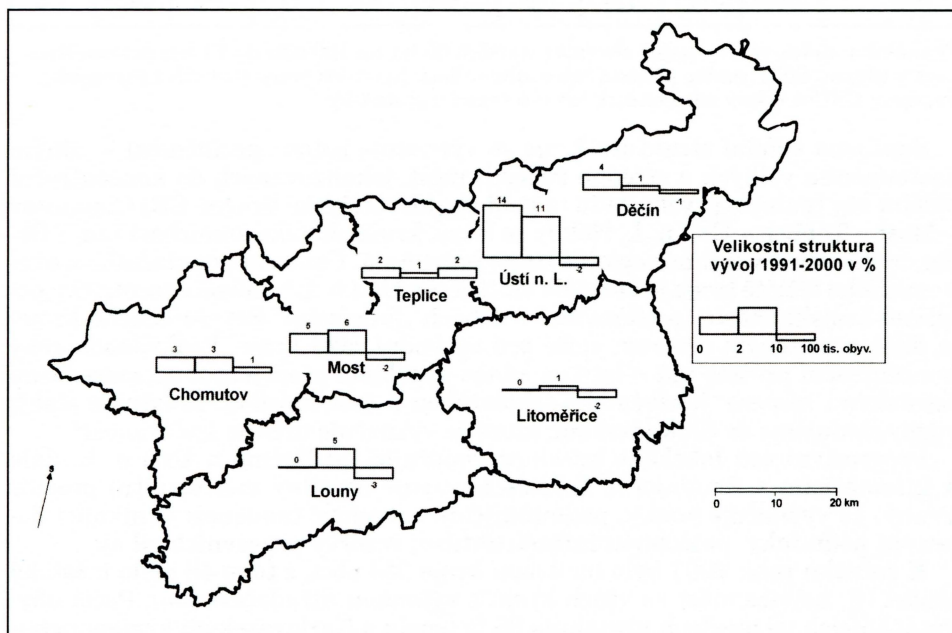 4
1
-1
Děčín
14
11
-2
Ústí n. L.
Velikostní struktura
vývoj 1991-2000 v %
0 2 10 100 tis. obyv.
2 1 2
Teplice
5 6
-2
Most
3 3 1
Chomutov
0 1
-2
Litoměřice
0
5
-3
Louny
S
0 10 20 km